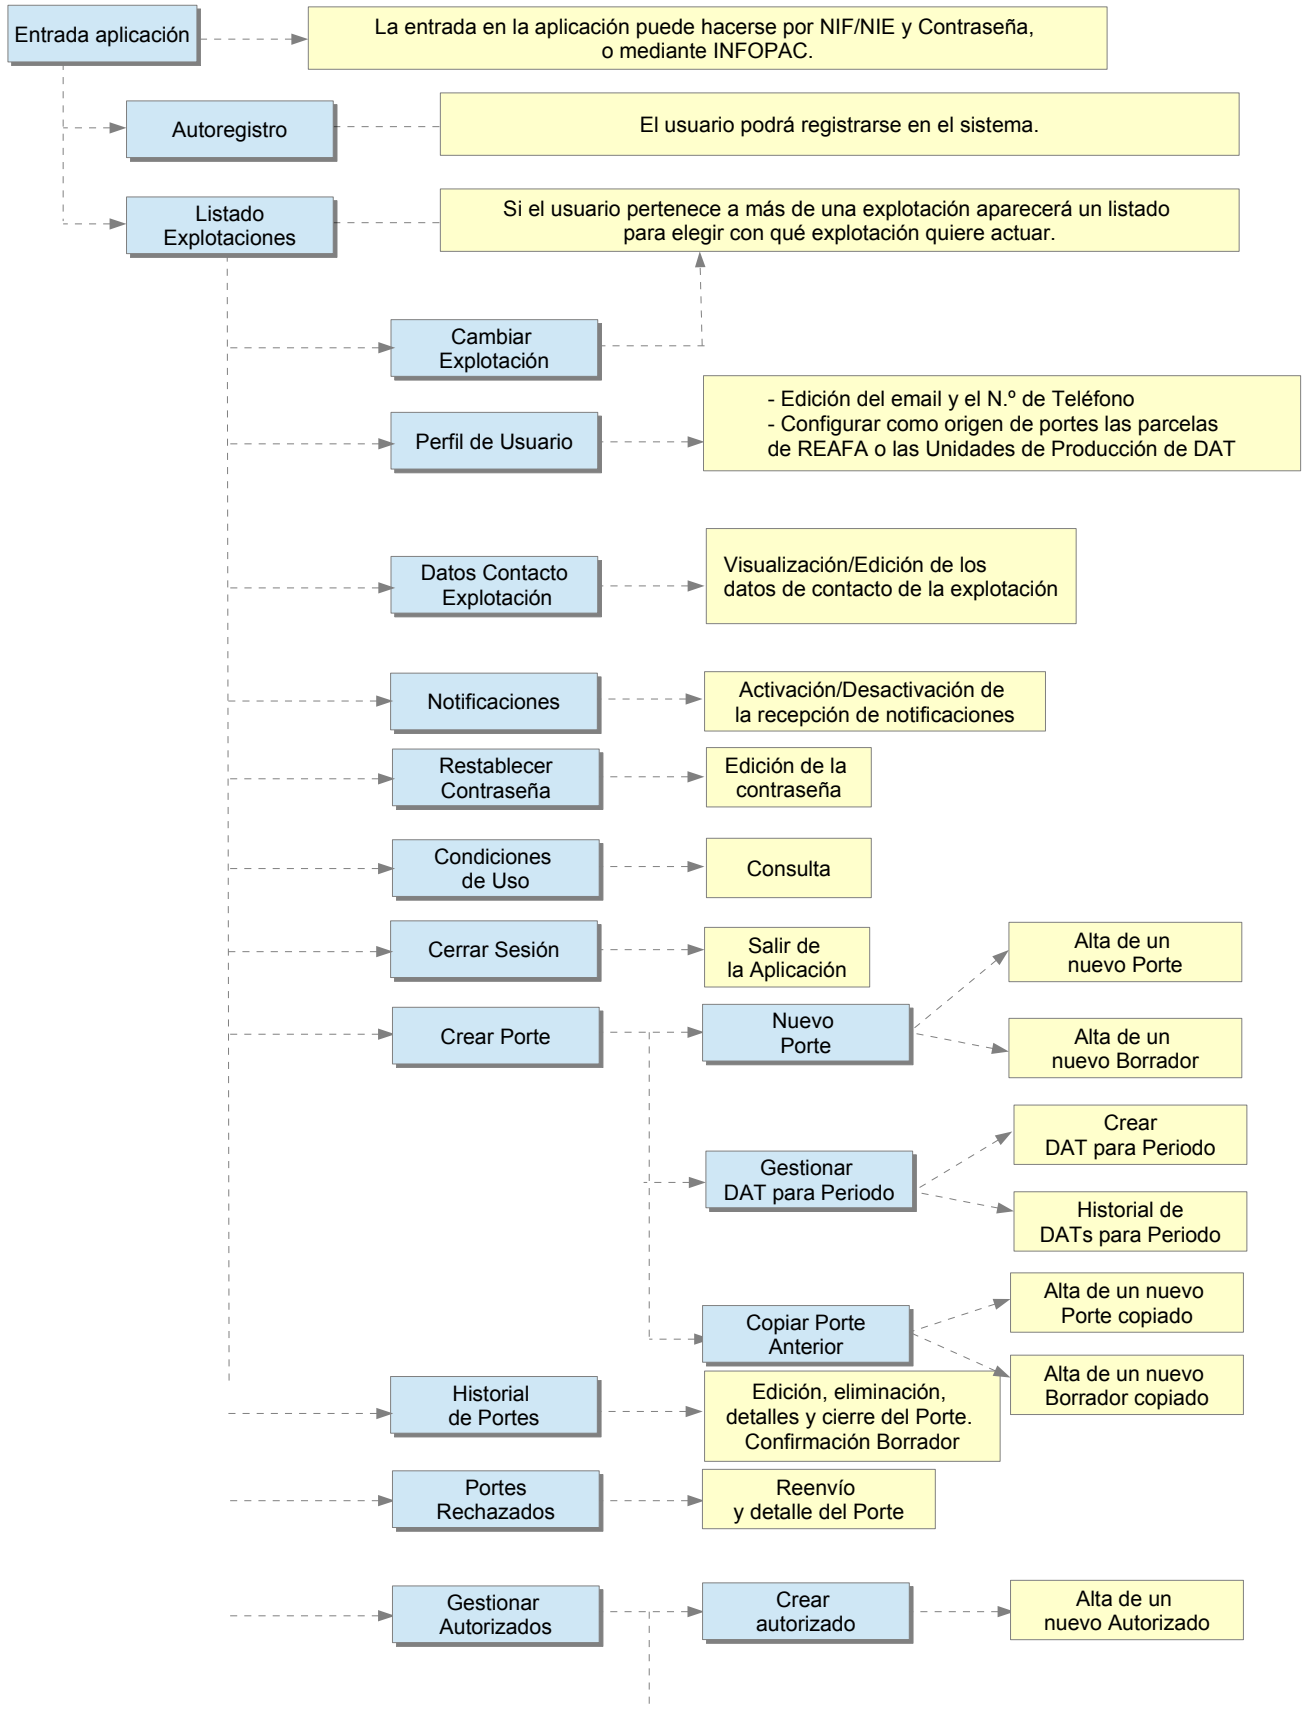 Entrada aplicación
La entrada en la aplicación puede hacerse por NIF/NIE y Contraseña,
o mediante INFOPAC.
Autoregistro
El usuario podrá registrarse en el sistema.
Listado
Explotaciones
Si el usuario pertenece a más de una explotación aparecerá un listado
para elegir con qué explotación quiere actuar.
Cambiar
Explotación
Perfil de Usuario
- Edición del email y el N.º de Teléfono
- Configurar como origen de portes las parcelas
de REAFA o las Unidades de Producción de DAT
Datos Contacto
Explotación
Visualización/Edición de los
datos de contacto de la explotación
Notificaciones
Activación/Desactivación de
la recepción de notificaciones
Restablecer
Contraseña
Edición de la
contraseña
Condiciones
de Uso
Consulta
Cerrar Sesión
Salir de
la Aplicación
Crear Porte
Nuevo
Porte
Alta de un
nuevo Porte
Alta de un
nuevo Borrador
Gestionar
DAT para Periodo
Crear
DAT para Periodo
Historial de
DATs para Periodo
Copiar Porte
Anterior
Alta de un nuevo
Porte copiado
Alta de un nuevo
Borrador copiado
Historial
de Portes
Edición, eliminación,
detalles y cierre del Porte.
Confirmación Borrador
Portes
Rechazados
Reenvío
y detalle del Porte
Gestionar
Autorizados
Crear
autorizado
Alta de un
nuevo Autorizado